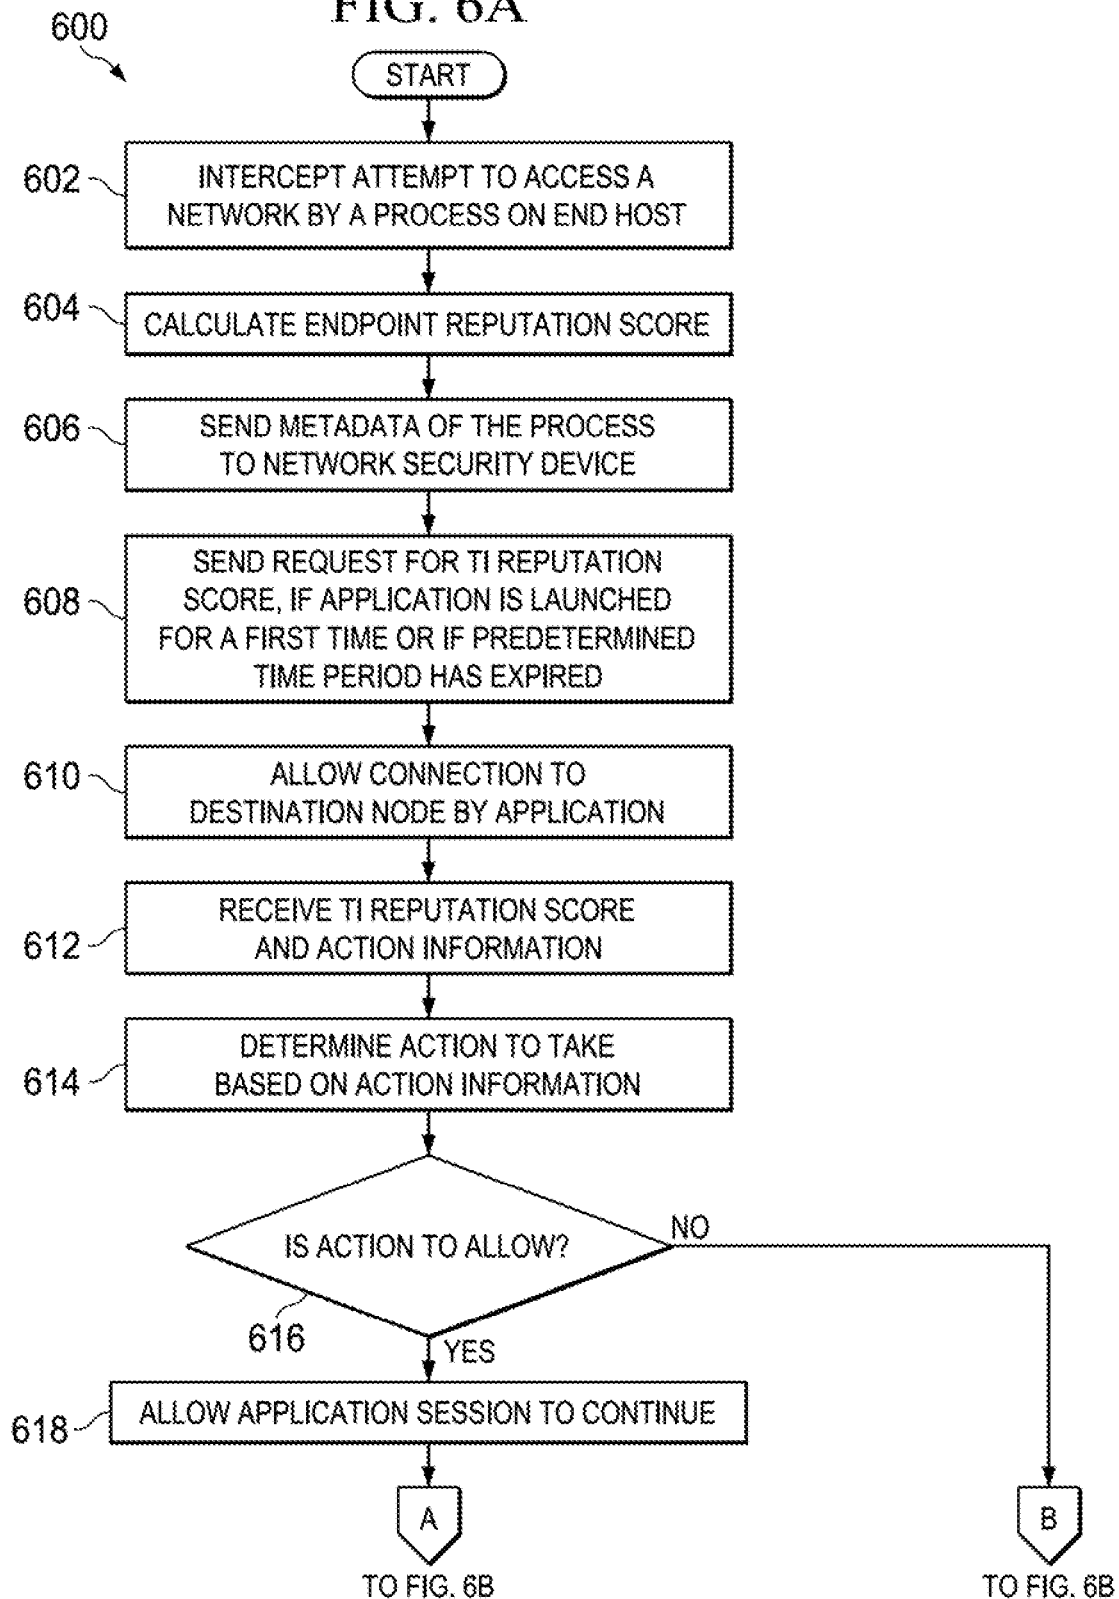 FIG. 6A
600
START
602
INTERCEPT ATTEMPT TO ACCESS A
NETWORK BY A PROCESS ON END HOST
604
CALCULATE ENDPOINT REPUTATION SCORE
606
SEND METADATA OF THE PROCESS
TO NETWORK SECURITY DEVICE
608
SEND REQUEST FOR TI REPUTATION
SCORE, IF APPLICATION IS LAUNCHED
FOR A FIRST TIME OR IF PREDETERMINED
TIME PERIOD HAS EXPIRED
610
ALLOW CONNECTION TO
DESTINATION NODE BY APPLICATION
612
RECEIVE TI REPUTATION SCORE
AND ACTION INFORMATION
614
DETERMINE ACTION TO TAKE
BASED ON ACTION INFORMATION
IS ACTION TO ALLOW?
NO
616
YES
618
ALLOW APPLICATION SESSION TO CONTINUE
A
B
TO FIG. 6B
TO FIG. 6B